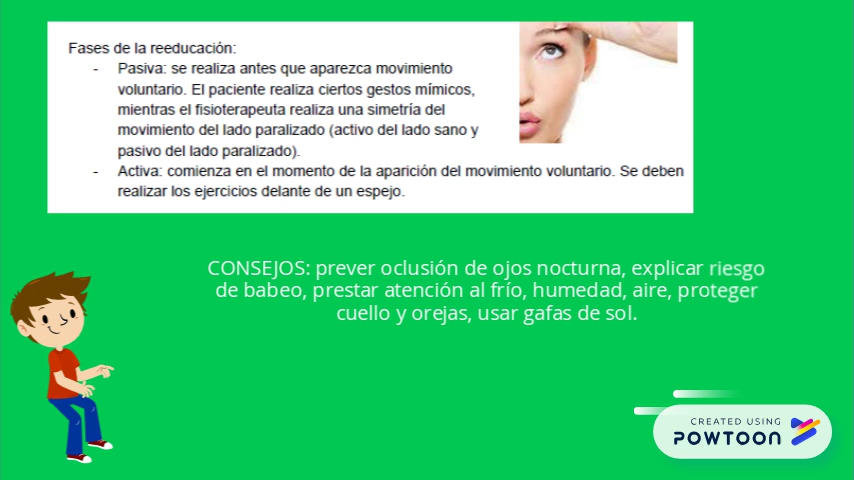 Fases de la reeducación:
- Pasiva: se realiza antes que aparezca movimiento
voluntario. El paciente realiza ciertos gestos mímicos,
mientras el fisioterapeuta realiza una simetría del
movimiento del lado paralizado (activo del lado sano y
pasivo del lado paralizado).
- Activa: comienza en el momento de la aparición del movimiento voluntario. Se deben
realizar los ejercicios delante de un espejo.
CONSEJOS: prever oclusión de ojos nocturna, explicar riesgo
de babeo, prestar atención al frío, humedad, aire, proteger
cuello y orejas, usar gafas de sol.
CREATED USING
POWTOON